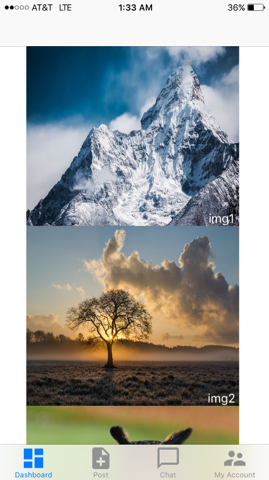 AT&T LTE 1:33 AM 36%
img1
img2
Dashboard Post Chat My Account